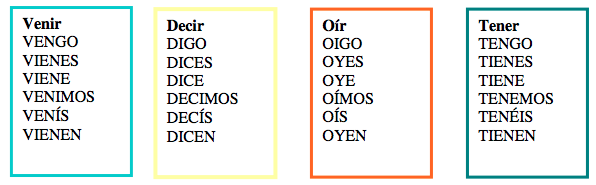 Venir
VENGO
VIENES
VIENE
VENIMOS
VENÍS
VIENEN
Decir
DIGO
DICES
DICE
DECIMOS
DECÍS
DICEN
Oír
OIGO
OYES
OYE
OÍMOS
OÍS
OYEN
Tener
TENGO
TIENES
TIENE
TENEMOS
TENÉIS
TIENEN